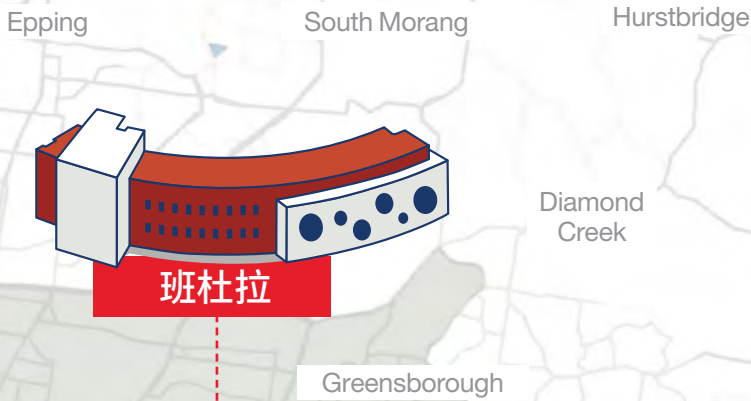 Epping
South Morang
Hurstbridge
Diamond
Creek
班杜拉
Greensborough